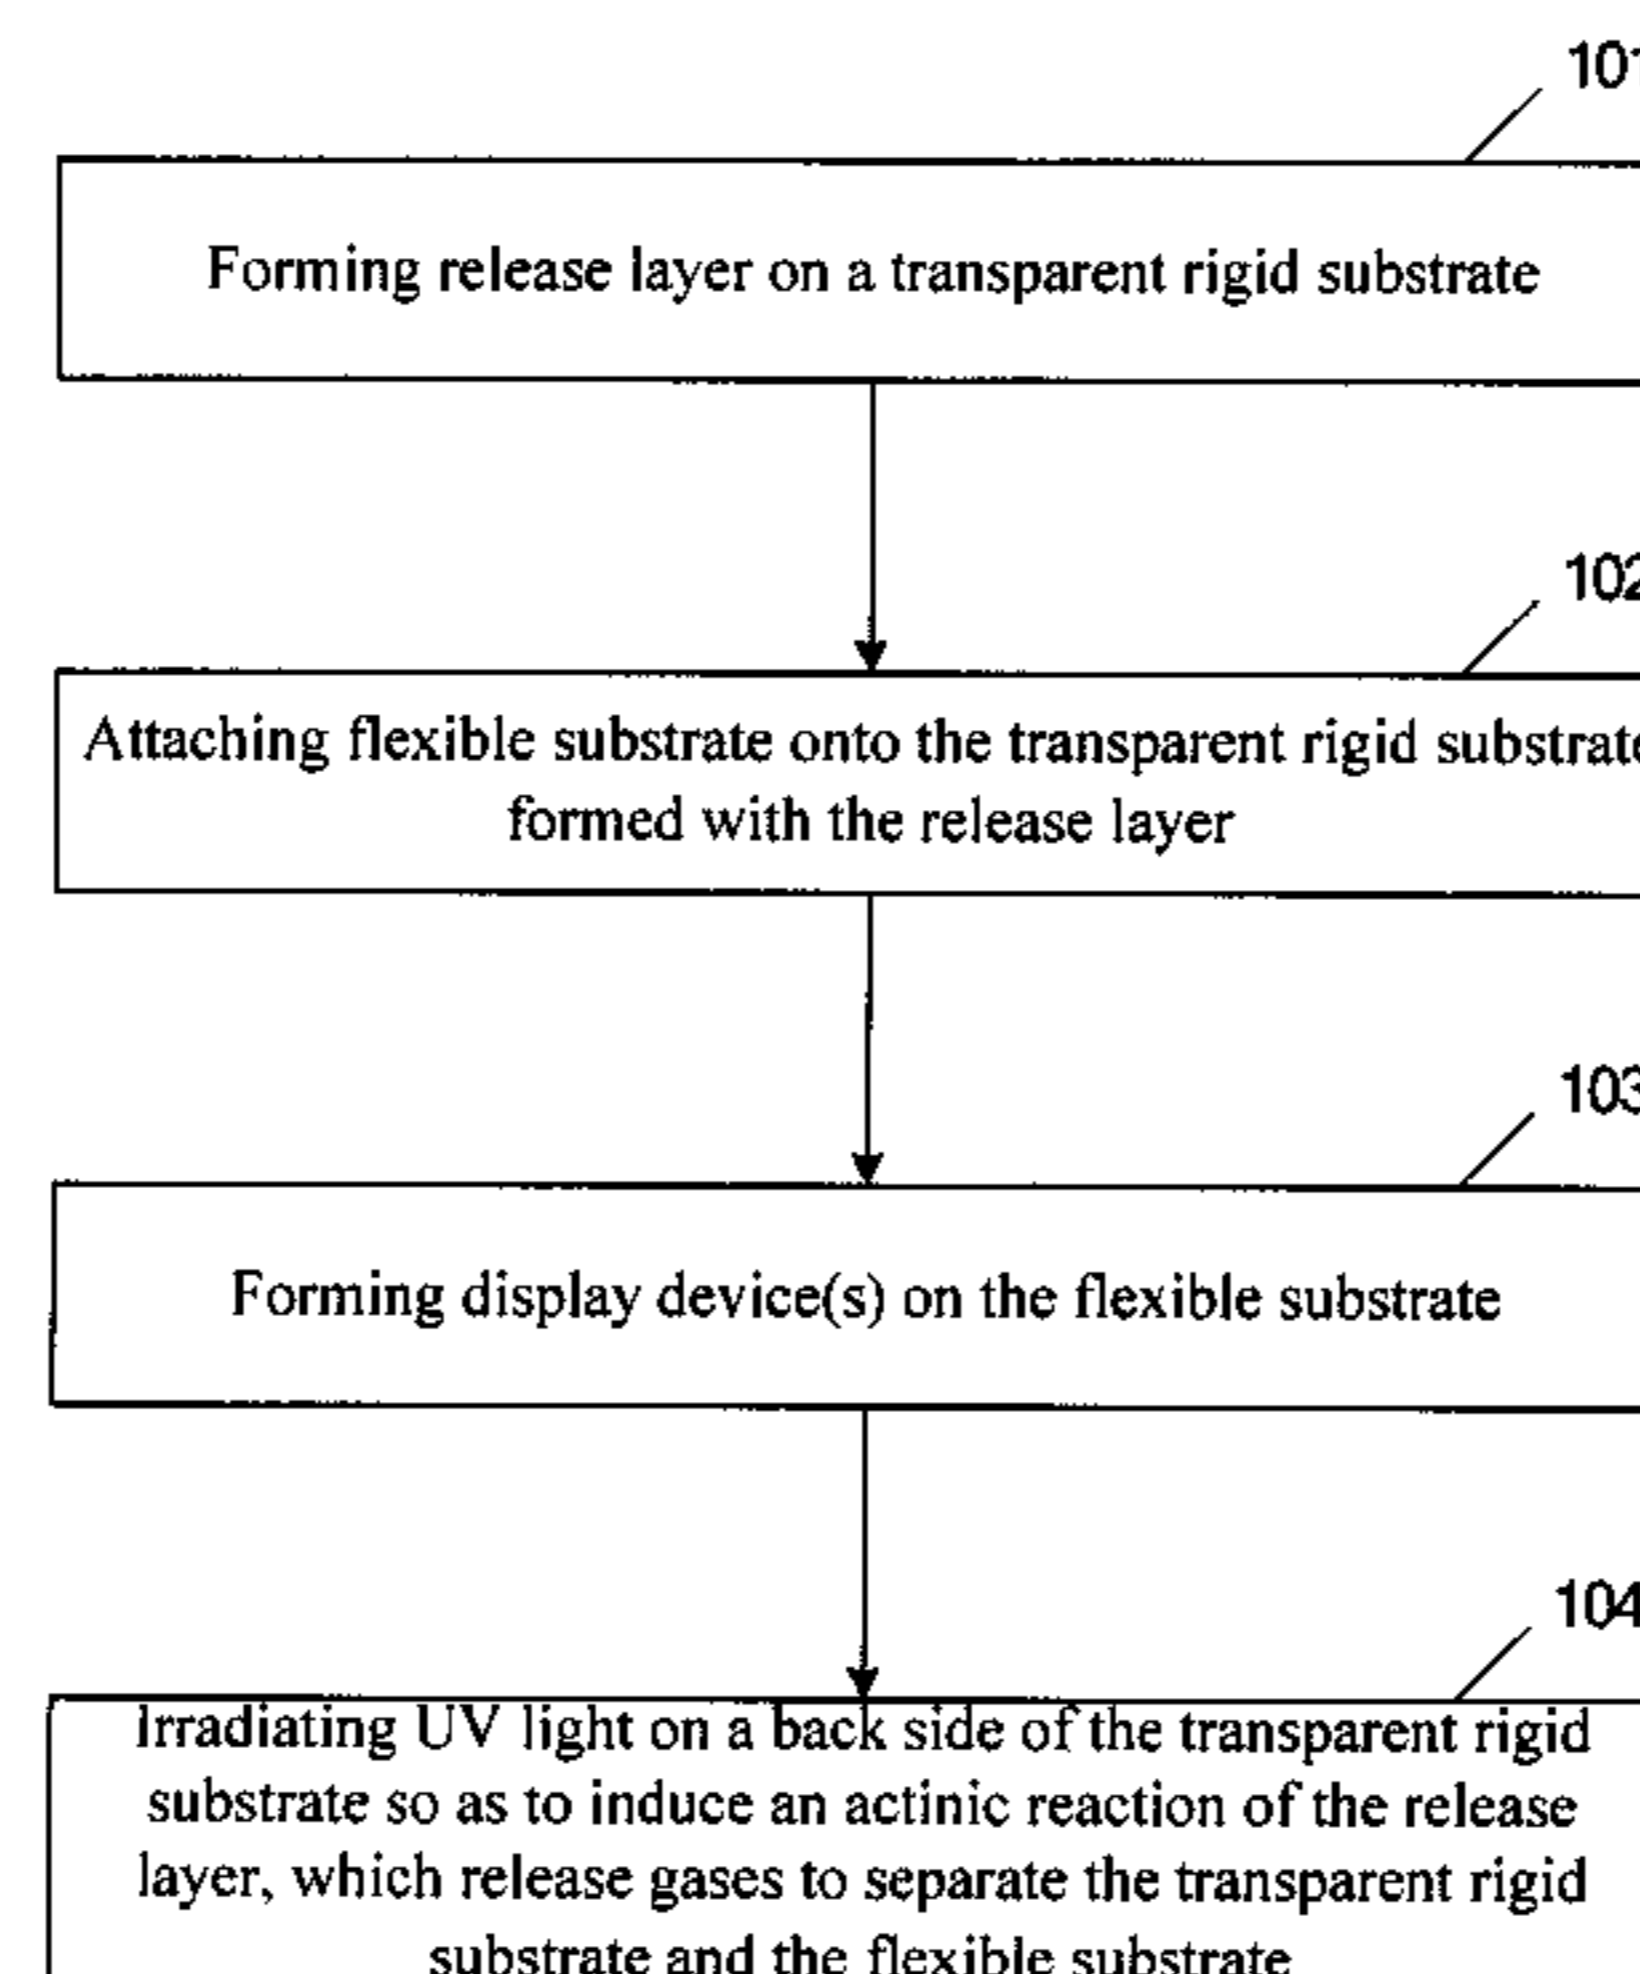 101
Forming release layer on a transparent rigid substrate
102
Attaching flexible substrate onto the transparent rigid substrate
formed with the release layer
103
Forming display device(s) on the flexible substrate
104
Irradiating UV light on a back side of the transparent rigid
substrate so as to induce an actinic reaction of the release
layer, which release gases to separate the transparent rigid
substrate and the flexible substrate